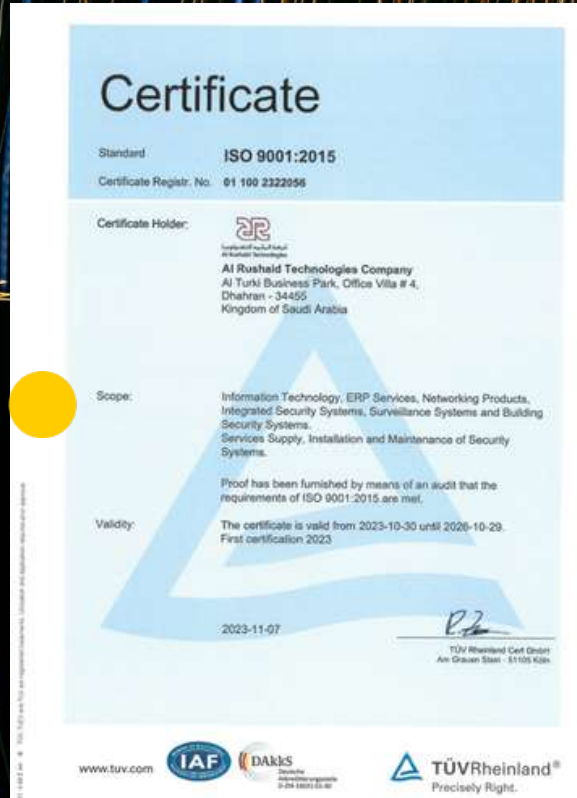 Certificate
Standard ISO 9001:2015
Certificate Registr. No. 01 100 2322056
Certificate Holder:
Al Rushaid Technologies
Al Rushaid Technologies Company
Al Turki Business Park, Office Villa # 4,
Dhahran - 34455
Kingdom of Saudi Arabia
Scope: Information Technology, ERP Services, Networking Products,
Integrated Security Systems, Surveillance Systems and Building
Security Systems.
Services Supply, Installation and Maintenance of Security
Systems.
Proof has been furnished by means of an audit that the
requirements of ISO 9001:2015 are met.
Validity: The certificate is valid from 2023-10-30 until 2026-10-29.
First certification 2023
2023-11-07
TÜV Rheinland Cert GmbH
Am Grauen Stein · 51105 Köln
www.tuv.com
IAF
DAkkS
Deutsche
Akkreditierungsstelle
TÜVRheinland®
Precisely Right.